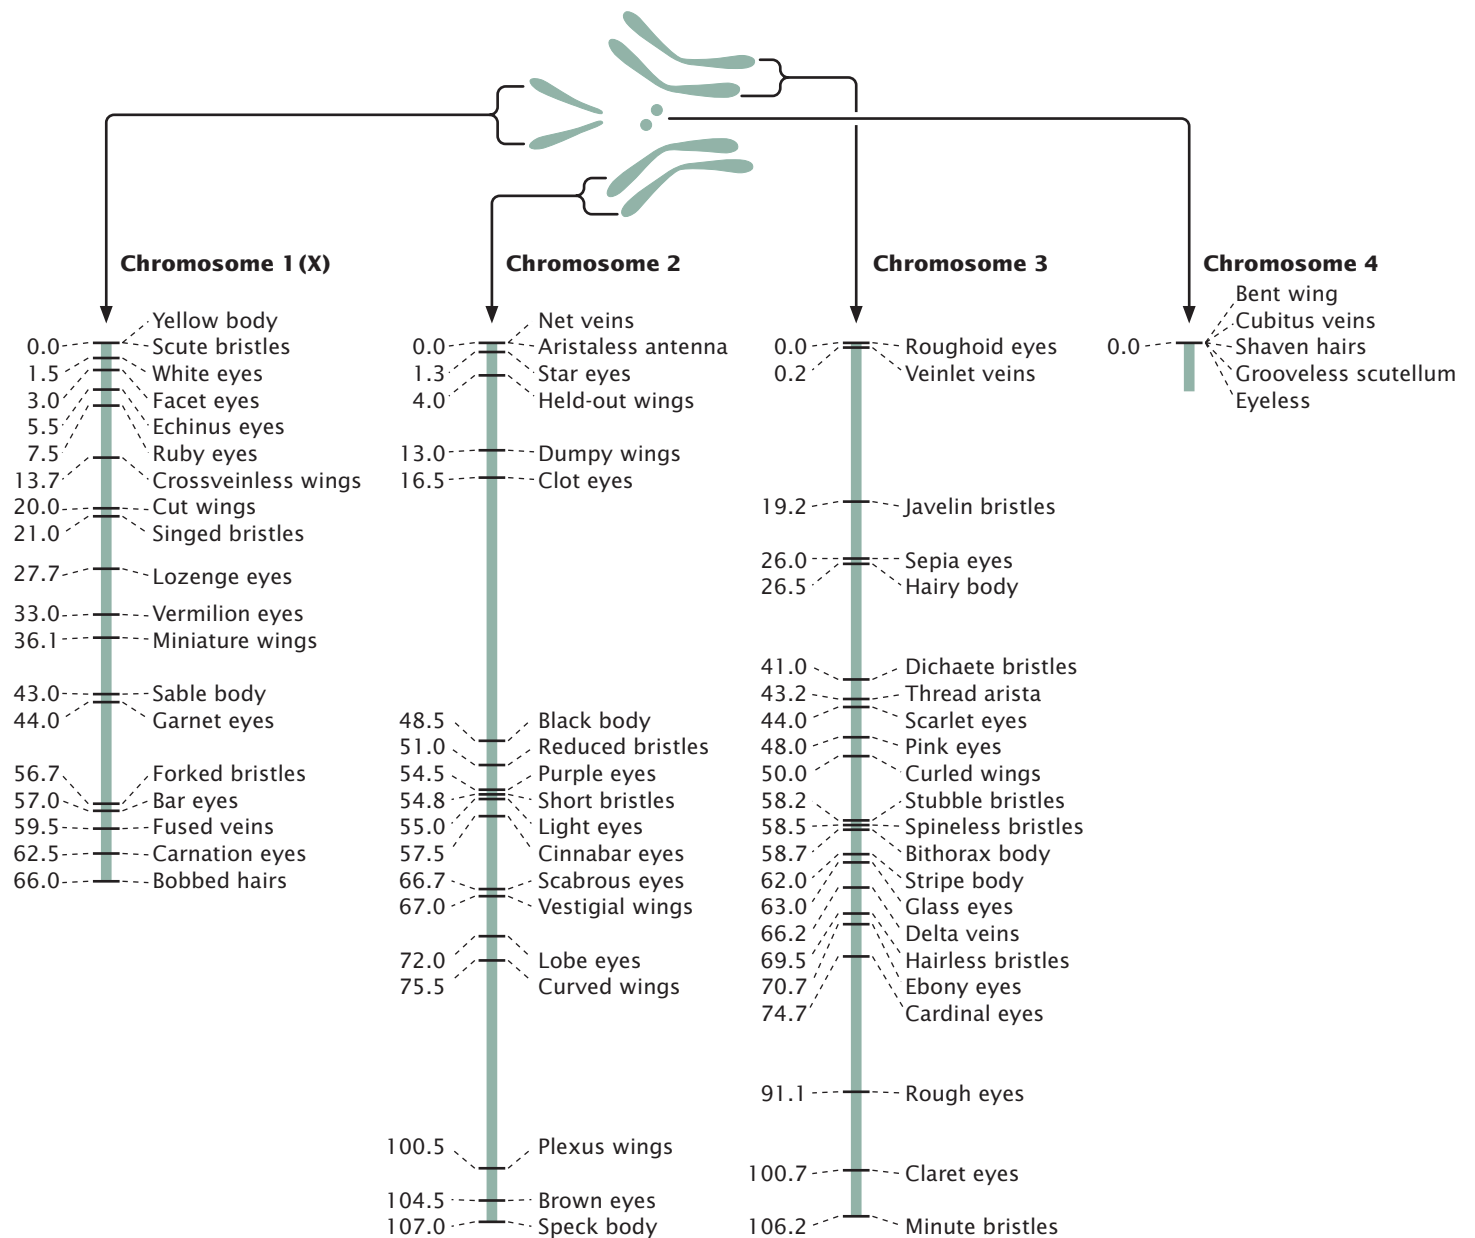 Chromosome 1 (X)
Yellow body
0.0 Scute bristles
1.5 White eyes
3.0 Facet eyes
5.5 Echinus eyes
7.5 Ruby eyes
13.7 Crossveinless wings
20.0 Cut wings
21.0 Singed bristles
27.7 Lozenge eyes
33.0 Vermilion eyes
36.1 Miniature wings
43.0 Sable body
44.0 Garnet eyes
56.7 Forked bristles
57.0 Bar eyes
59.5 Fused veins
62.5 Carnation eyes
66.0 Bobbed hairs
Chromosome 2
Net veins
0.0 Aristaless antenna
1.3 Star eyes
4.0 Held-out wings
13.0 Dumpy wings
16.5 Clot eyes
48.5 Black body
51.0 Reduced bristles
54.5 Purple eyes
54.8 Short bristles
55.0 Light eyes
57.5 Cinnabar eyes
66.7 Scabrous eyes
67.0 Vestigial wings
72.0 Lobe eyes
75.5 Curved wings
100.5 Plexus wings
104.5 Brown eyes
107.0 Speck body
Chromosome 3
0.0 Roughoid eyes
0.2 Veinlet veins
19.2 Javelin bristles
26.0 Sepia eyes
26.5 Hairy body
41.0 Dichaete bristles
43.2 Thread arista
44.0 Scarlet eyes
48.0 Pink eyes
50.0 Curled wings
58.2 Stubble bristles
58.5 Spineless bristles
58.7 Bithorax body
62.0 Stripe body
63.0 Glass eyes
66.2 Delta veins
69.5 Hairless bristles
70.7 Ebony eyes
74.7 Cardinal eyes
91.1 Rough eyes
100.7 Claret eyes
106.2 Minute bristles
Chromosome 4
Bent wing
Cubitus veins
0.0 Shaven hairs
Grooveless scutellum
Eyeless